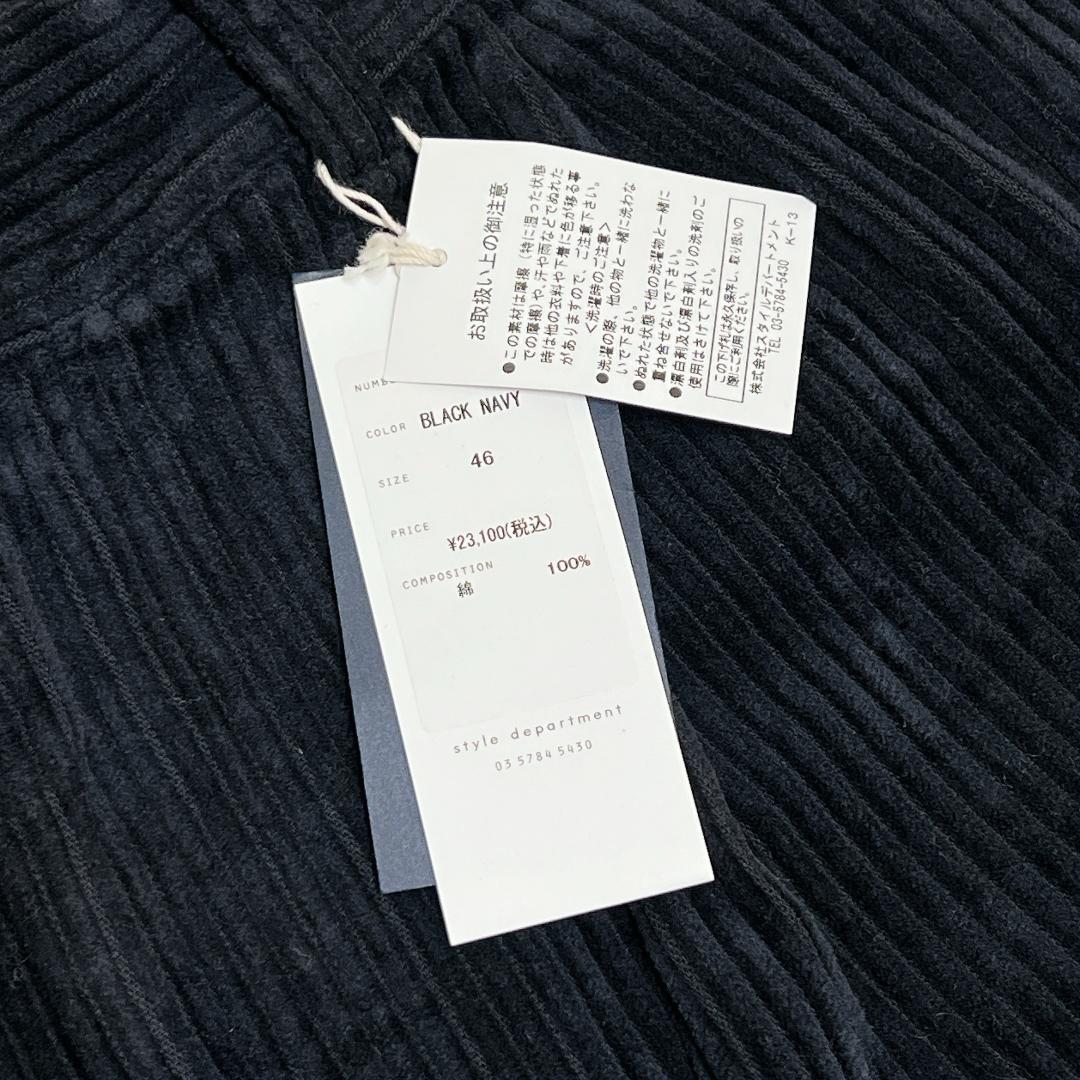 お取扱い上の御注意
●この素材は摩擦（特に湿った状態
での摩擦）や、汗や雨などでぬれた
時は他の衣料や下着に色が移る事
がありますので、ご注意下さい。
＜洗濯時のご注意＞
●洗濯の際、他の物と一緒に洗わな
いで下さい。
●ぬれた状態で他の洗濯物と一緒に
重ね合せないで下さい。
●漂白剤及び漂白剤入りの洗剤のご
使用はさけて下さい。
この下げ札は永久保存し、取り扱いの
際にご利用ください。
株式会社スタイルデパートメント
TEL 03-5784-5430 K-13
COLOR BLACK NAVY
SIZE 46
PRICE ¥23,100(税込)
COMPOSITION 100%
綿
style department
03 5784 5430